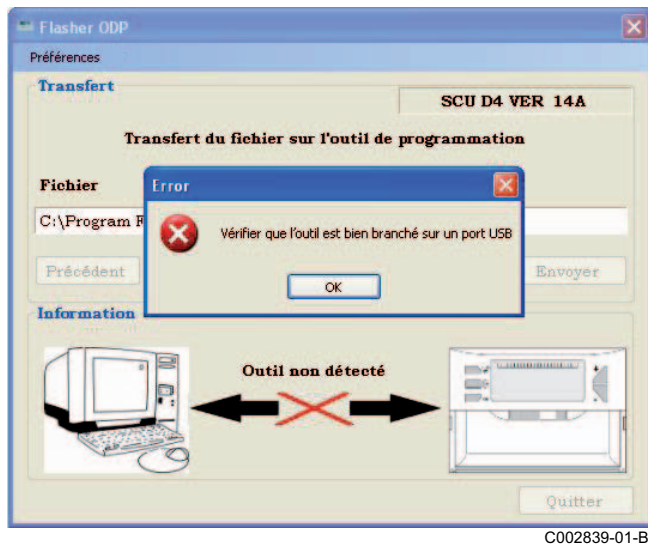 Flasher ODP
Préférences
Transfert
SCU D4 VER 14A
Transfert du fichier sur l'outil de programmation
Fichier
C:\Program
Error
Vérifier que l'outil est bien branché sur un port USB
OK
Précédent
Envoyer
Information
Outil non détecté
Quitter
C002839-01-B